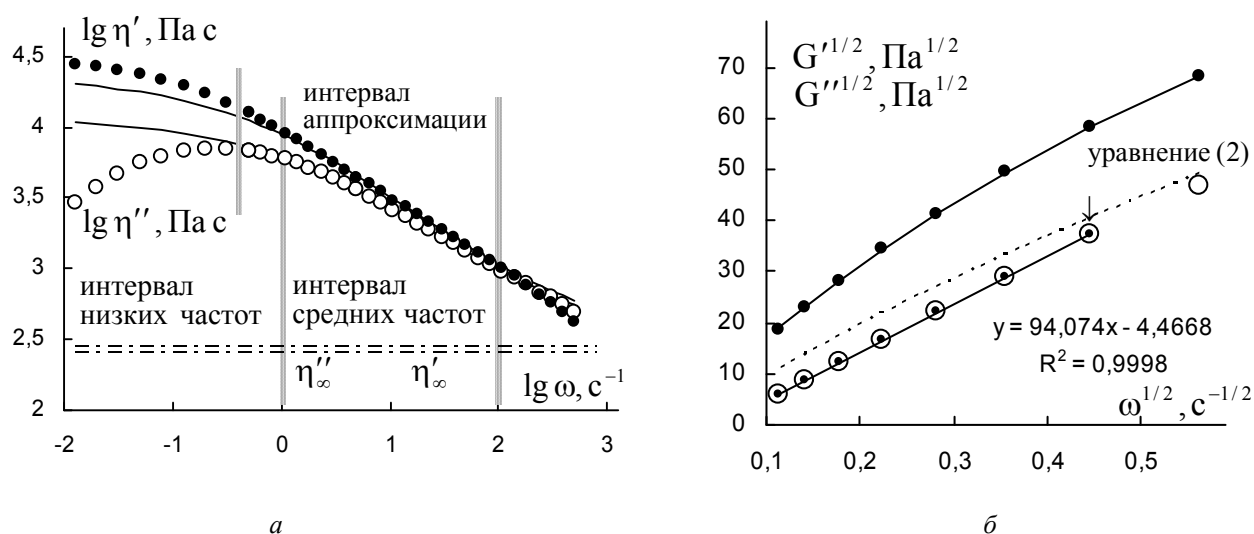 lg η′, Па с
4,5
4
3,5
3
2,5
2
интервал
аппроксимации
lg η′′, Па с
интервал
низких частот
интервал
средних частот
η′′∞
η′∞
lg ω, с⁻¹
-2 -1 0 1 2 3
а
G′^1/2, Па^1/2
G′′^1/2, Па^1/2
70
60
50
40
30
20
10
0
уравнение (2)
y = 94,074x - 4,4668
R² = 0,9998
ω^1/2, с^−1/2
0,1 0,2 0,3 0,4 0,5
б